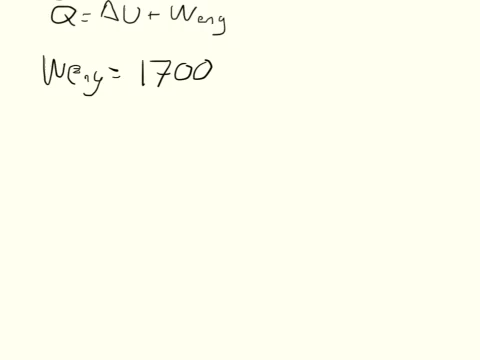 Q = ΔU + Weng
Weng = 1700